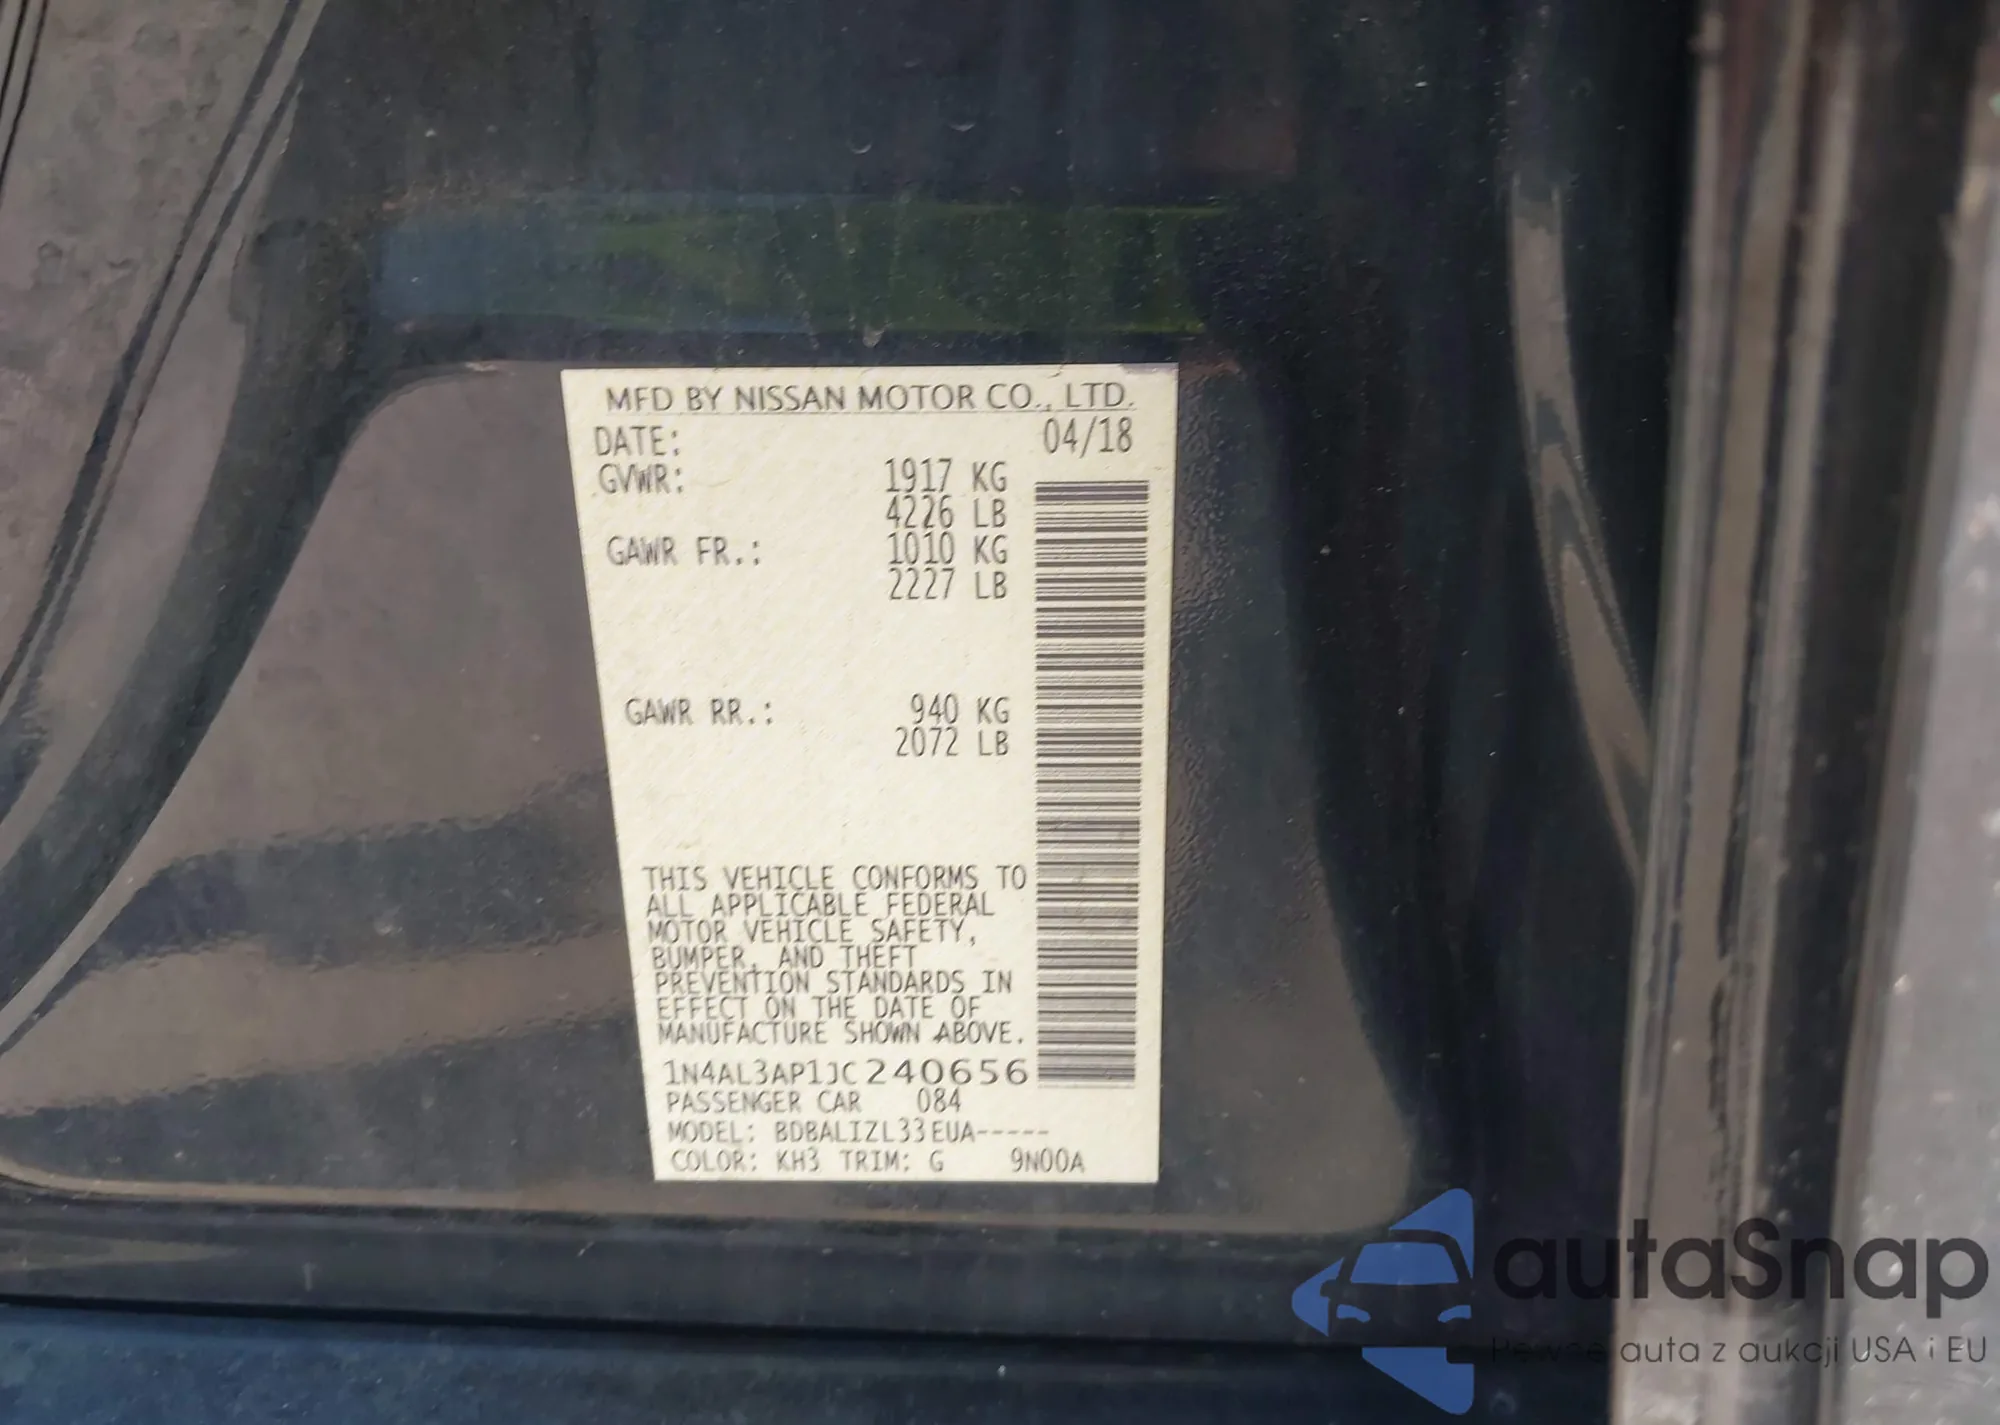 MFD BY NISSAN MOTOR CO., LTD.
DATE: 04/18
GVWR: 1917 KG
4226 LB
GAWR FR.: 1010 KG
2227 LB
GAWR RR.: 940 KG
2072 LB
THIS VEHICLE CONFORMS TO
ALL APPLICABLE FEDERAL
MOTOR VEHICLE SAFETY,
BUMPER, AND THEFT
PREVENTION STANDARDS IN
EFFECT ON THE DATE OF
MANUFACTURE SHOWN ABOVE.
1N4AL3AP1JC240656
PASSENGER CAR 084
MODEL: BDBALIZL33EUA-----
COLOR: KH3 TRIM: G 9N00A
autaSnap
Pewne auta z aukcji USA i EU